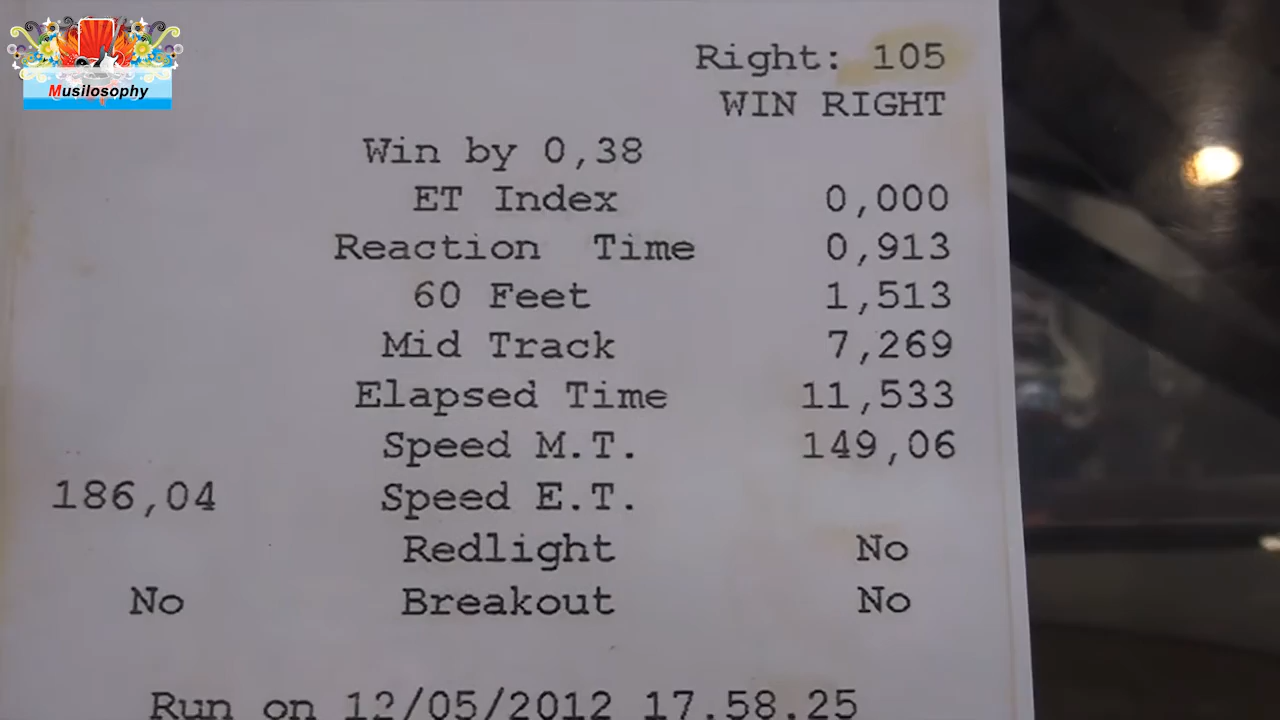 Musilosophy
Right: 105
WIN RIGHT
Win by 0,38
ET Index 0,000
Reaction Time 0,913
60 Feet 1,513
Mid Track 7,269
Elapsed Time 11,533
Speed M.T. 149,06
186,04 Speed E.T.
Redlight No
No Breakout No
Run on 12/05/2012 17.58.25